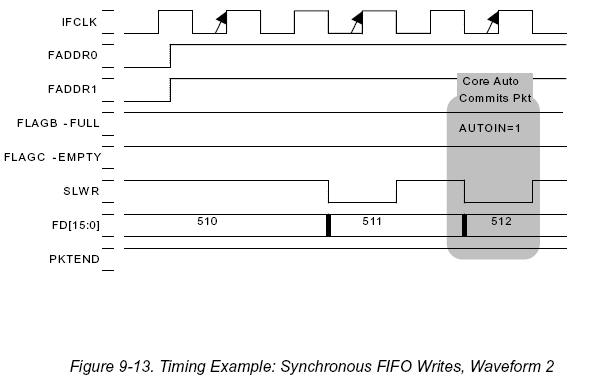 IFCLK
FADDR0
FADDR1
Core Auto
Commits Pkt
FLAGB - FULL
AUTOIN=1
FLAGC - EMPTY
SLWR
FD[15:0] 510 511 512
PKTEND
Figure 9-13. Timing Example: Synchronous FIFO Writes, Waveform 2